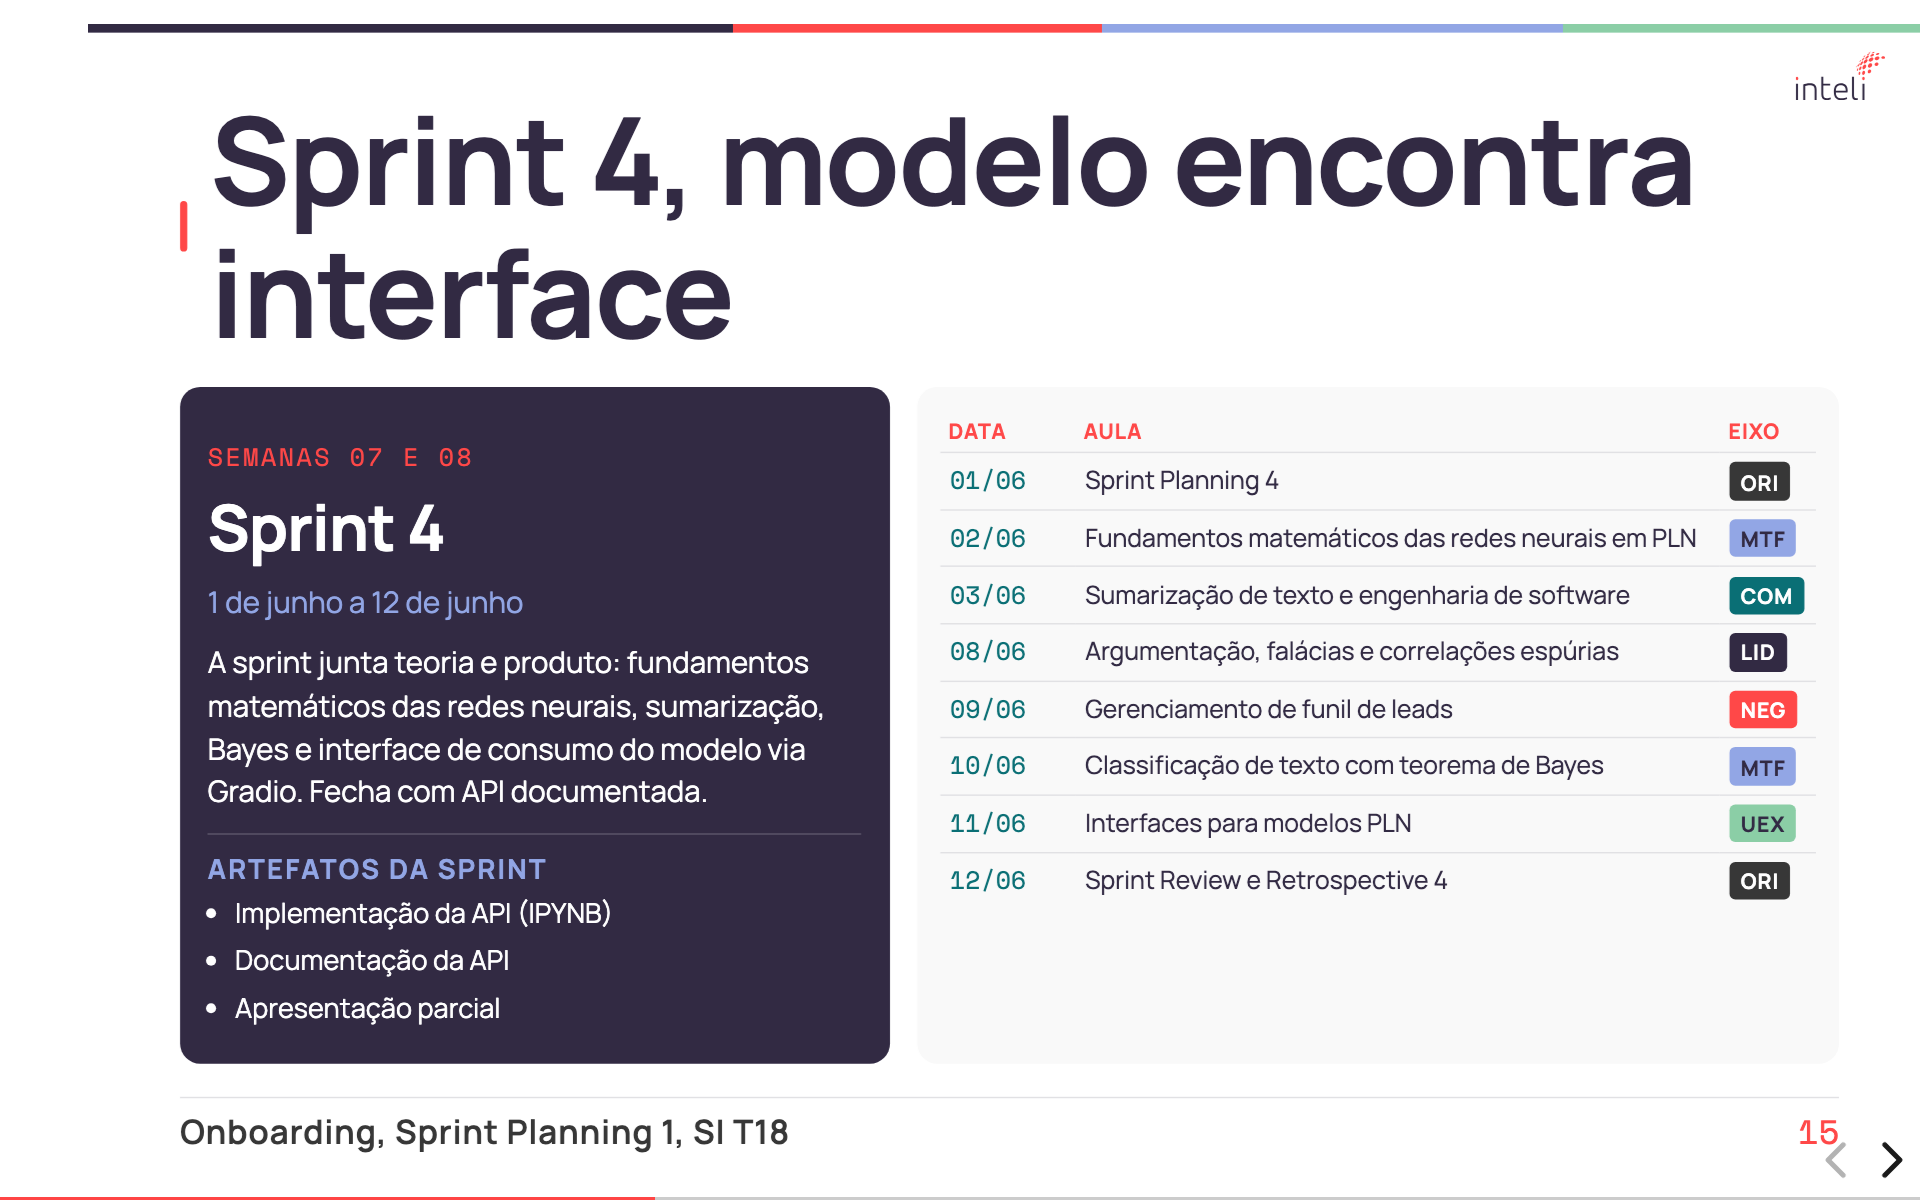 inteli
Sprint 4, modelo encontra
interface
SEMANAS 07 E 08
Sprint 4
1 de junho a 12 de junho
A sprint junta teoria e produto: fundamentos
matemáticos das redes neurais, sumarização,
Bayes e interface de consumo do modelo via
Gradio. Fecha com API documentada.
ARTEFATOS DA SPRINT
• Implementação da API (IPYNB)
• Documentação da API
• Apresentação parcial
DATA AULA EIXO
01/06 Sprint Planning 4 ORI
02/06 Fundamentos matemáticos das redes neurais em PLN MTF
03/06 Sumarização de texto e engenharia de software COM
08/06 Argumentação, falácias e correlações espúrias LID
09/06 Gerenciamento de funil de leads NEG
10/06 Classificação de texto com teorema de Bayes MTF
11/06 Interfaces para modelos PLN UEX
12/06 Sprint Review e Retrospective 4 ORI
Onboarding, Sprint Planning 1, SI T18
15